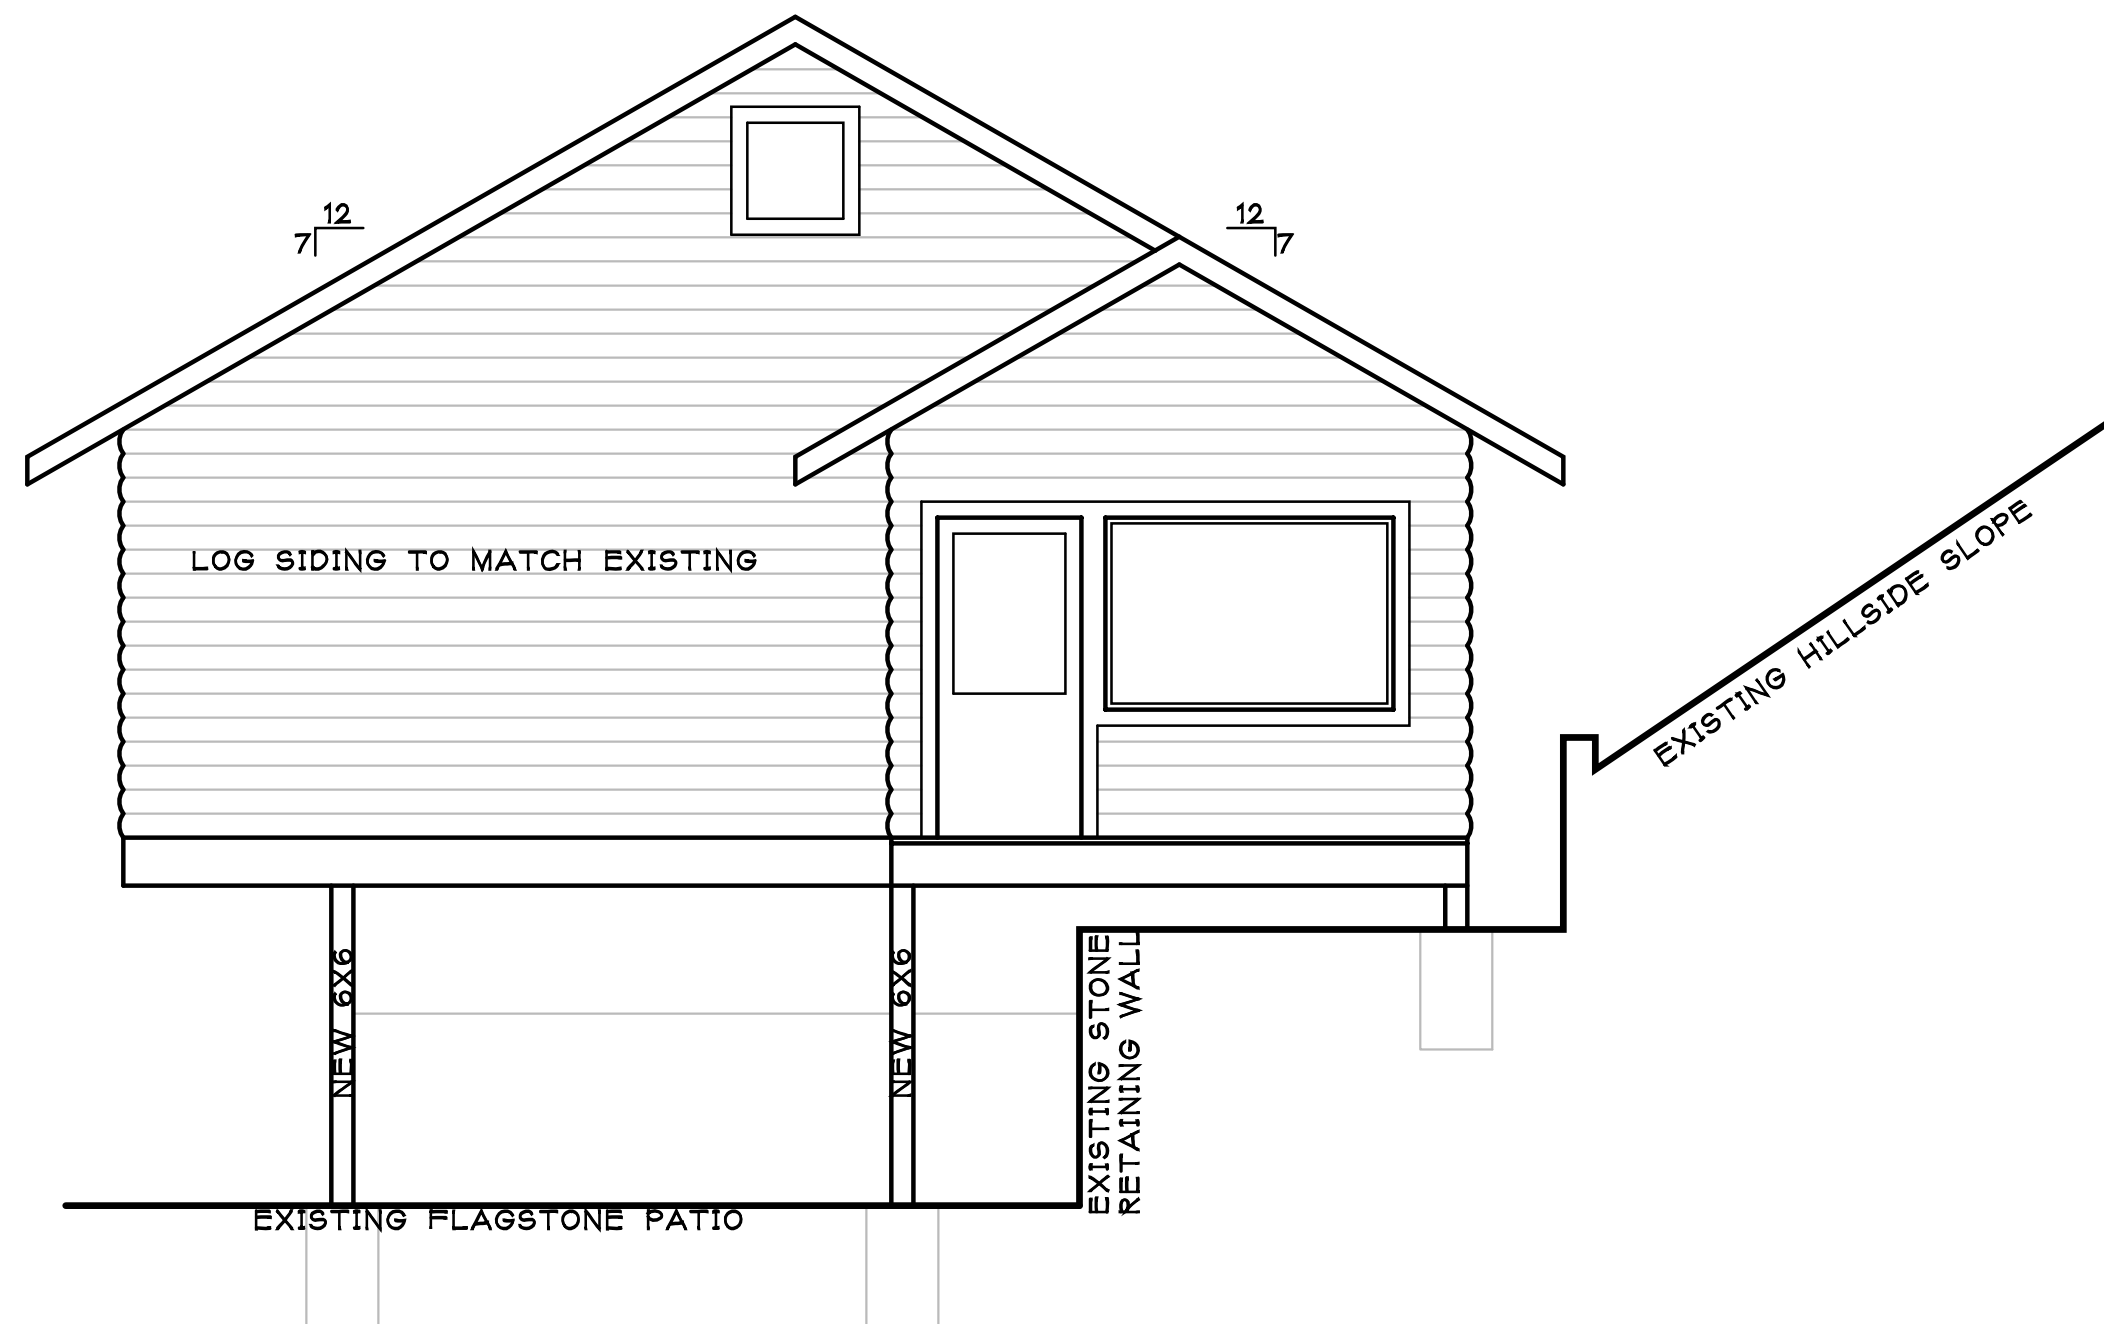 12
7
12
7
LOG SIDING TO MATCH EXISTING
EXISTING HILLSIDE SLOPE
NEW 6X6
NEW 6X6
EXISTING STONE
RETAINING WALL
EXISTING FLAGSTONE PATIO